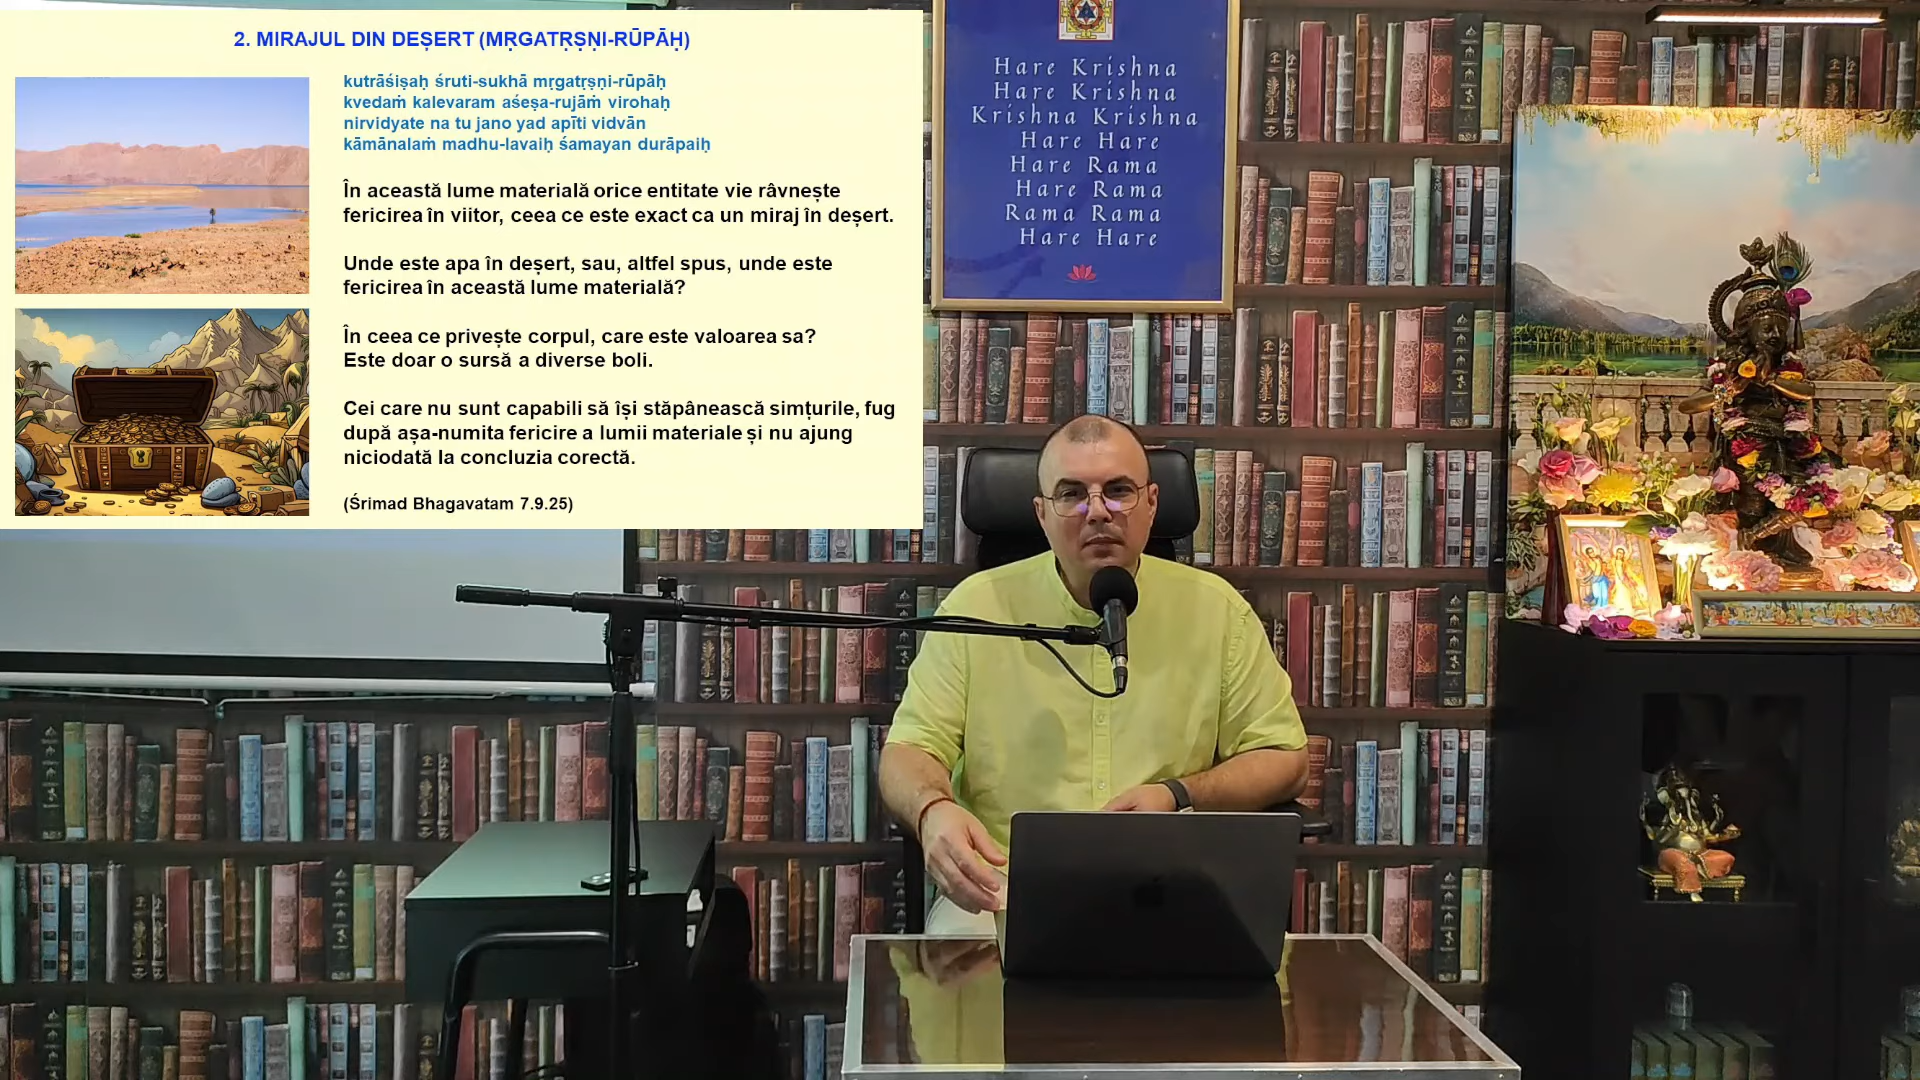 2. MIRAJUL DIN DEȘERT (MṚGATṚṢṆI-RŪPĀḤ)
kutrāśiṣaḥ śruti-sukhā mṛgatṛṣṇi-rūpāḥ
kvedaṁ kalevaram aśeṣa-rujāṁ virohaḥ
nirvidyate na tu jano yad apīti vidvān
kāmānalaṁ madhu-lavaiḥ śamayan durāpaiḥ
În această lume materială orice entitate vie râvnește
fericirea în viitor, ceea ce este exact ca un miraj în deșert.
Unde este apa în deșert, sau, altfel spus, unde este
fericirea în această lume materială?
În ceea ce privește corpul, care este valoarea sa?
Este doar o sursă a diverse boli.
Cei care nu sunt capabili să își stăpânească simțurile, fug
după așa-numita fericire a lumii materiale și nu ajung
niciodată la concluzia corectă.
(Śrimad Bhagavatam 7.9.25)
Hare Krishna
Hare Krishna
Krishna Krishna
Hare Hare
Hare Rama
Hare Rama
Rama Rama
Hare Hare